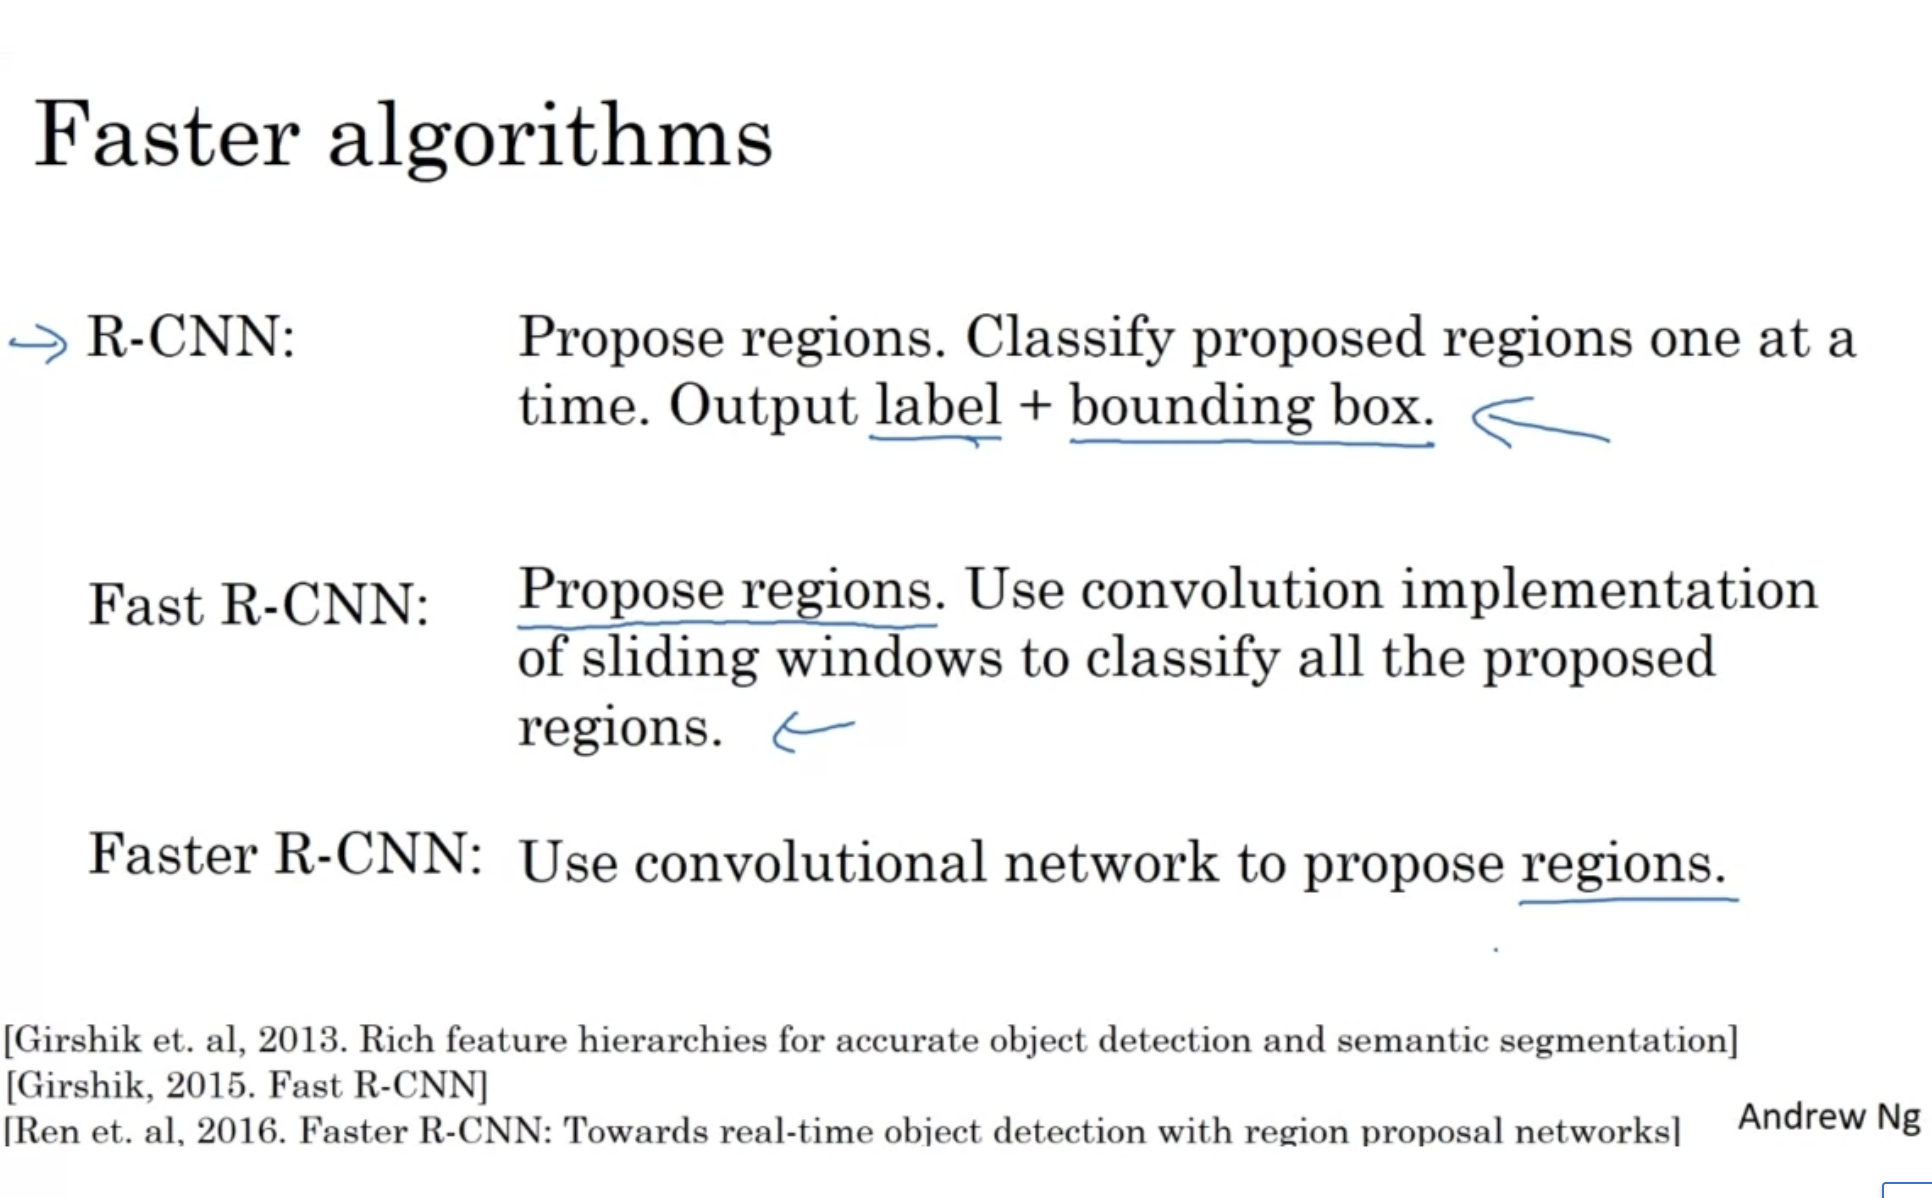 Faster algorithms
R-CNN: Propose regions. Classify proposed regions one at a
time. Output label + bounding box.
Fast R-CNN: Propose regions. Use convolution implementation
of sliding windows to classify all the proposed
regions.
Faster R-CNN: Use convolutional network to propose regions.
[Girshik et. al, 2013. Rich feature hierarchies for accurate object detection and semantic segmentation]
[Girshik, 2015. Fast R-CNN]
[Ren et. al, 2016. Faster R-CNN: Towards real-time object detection with region proposal networks]
Andrew Ng